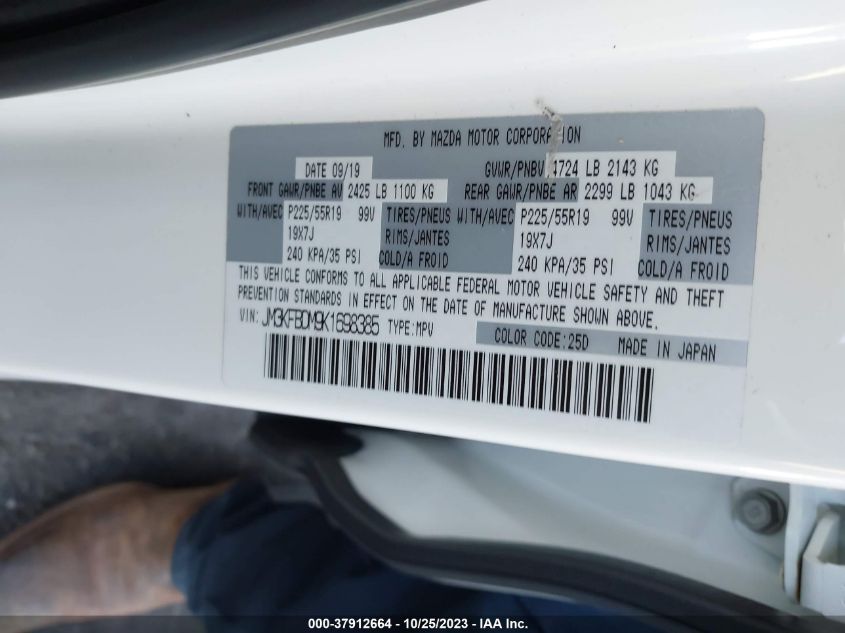 MFD. BY MAZDA MOTOR CORPORATION
DATE 09/19 GVWR/PNBV 4724 LB 2143 KG
FRONT GAWR/PNBE AV 2425 LB 1100 KG REAR GAWR/PNBE AR 2299 LB 1043 KG
WITH/AVEC P225/55R19 99V TIRES/PNEUS WITH/AVEC P225/55R19 99V TIRES/PNEUS
19X7J RIMS/JANTES 19X7J RIMS/JANTES
240 KPA/35 PSI COLD/A FROID 240 KPA/35 PSI COLD/A FROID
THIS VEHICLE CONFORMS TO ALL APPLICABLE FEDERAL MOTOR VEHICLE SAFETY AND THEFT
PREVENTION STANDARDS IN EFFECT ON THE DATE OF MANUFACTURE SHOWN ABOVE.
VIN: JM3KFBDM9K1698385 TYPE:MPV COLOR CODE:25D MADE IN JAPAN
000-37912664 - 10/25/2023 - IAA Inc.